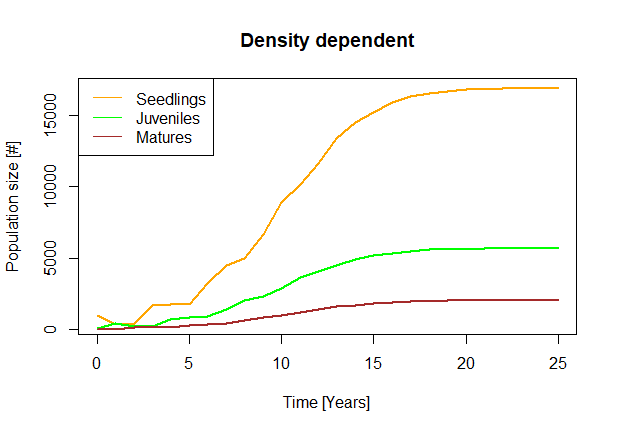 Density dependent
Seedlings
Juveniles
Matures
Population size [#]
0
5000
10000
15000
0
5
10
15
20
25
Time [Years]